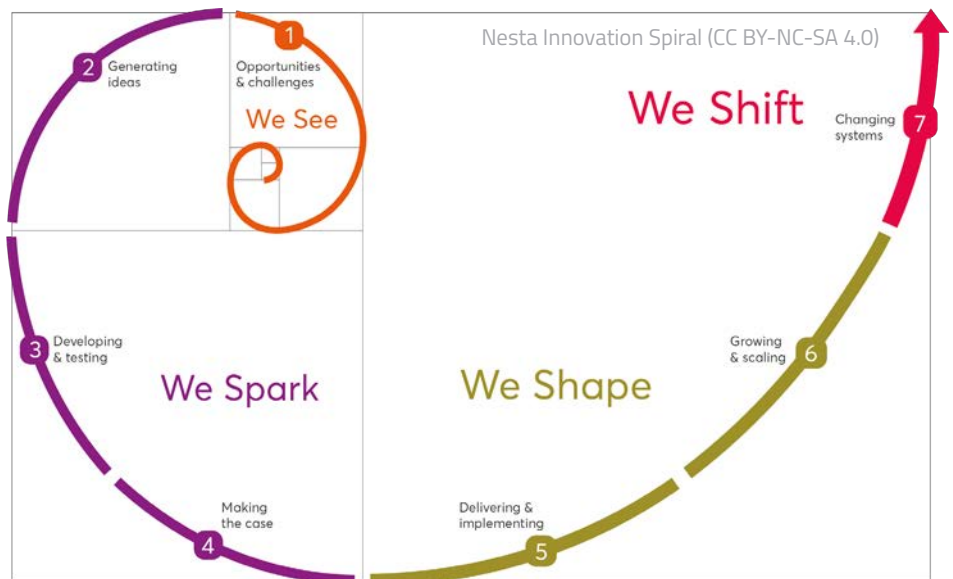 Nesta Innovation Spiral (CC BY-NC-SA 4.0)
1
Opportunities
& challenges
We See
2
Generating
ideas
3
Developing
& testing
We Spark
4
Making
the case
5
Delivering &
implementing
We Shape
6
Growing
& scaling
7
Changing
systems
We Shift